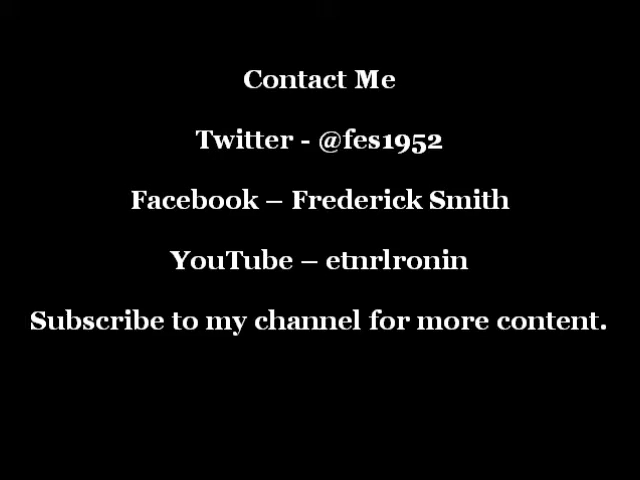 Contact Me
Twitter - @fes1952
Facebook – Frederick Smith
YouTube – etnrlronin
Subscribe to my channel for more content.